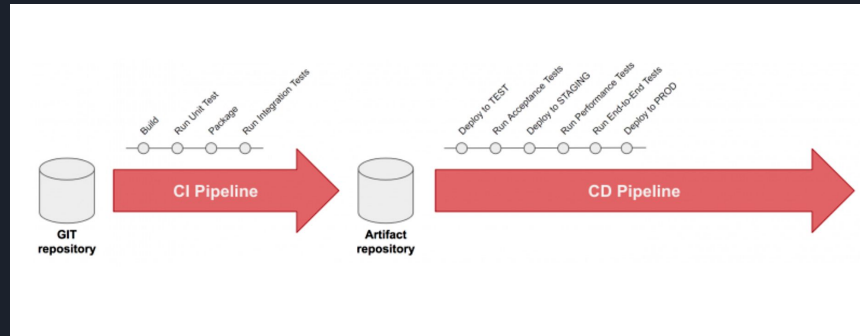 Build
Run Unit Test
Package
Run Integration Tests
Deploy to TEST
Run Acceptance Tests
Deploy to STAGING
Run Performance Tests
Run End-to-End Tests
Deploy to PROD
CI Pipeline
CD Pipeline
GIT
repository
Artifact
repository